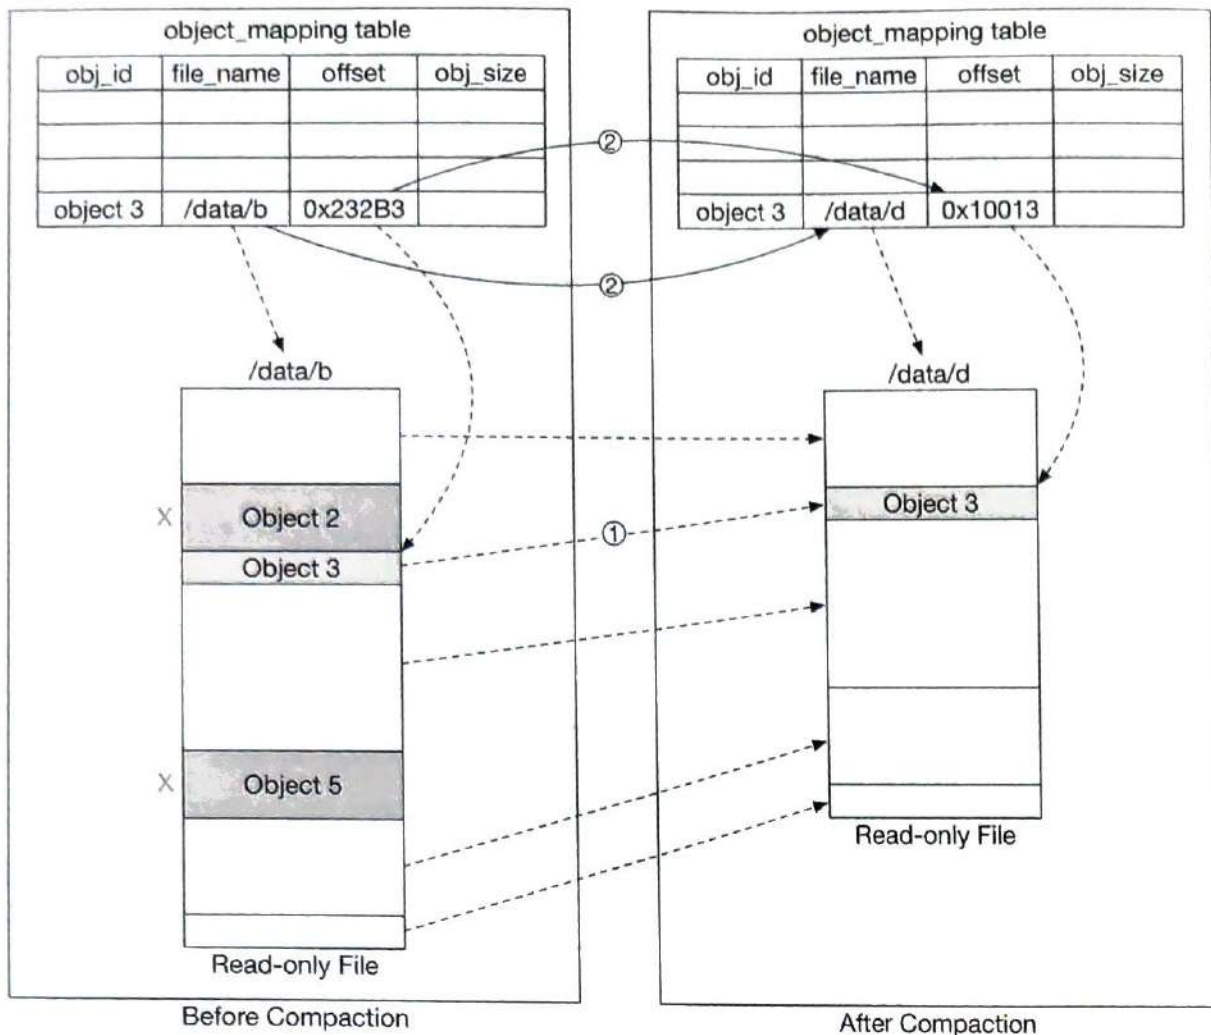 object_mapping table
obj_id file_name offset obj_size
object 3 /data/b 0x232B3
/data/b
X Object 2
Object 3
X Object 5
Read-only File
Before Compaction
②
②
①
object_mapping table
obj_id file_name offset obj_size
object 3 /data/d 0x10013
/data/d
Object 3
Read-only File
After Compaction